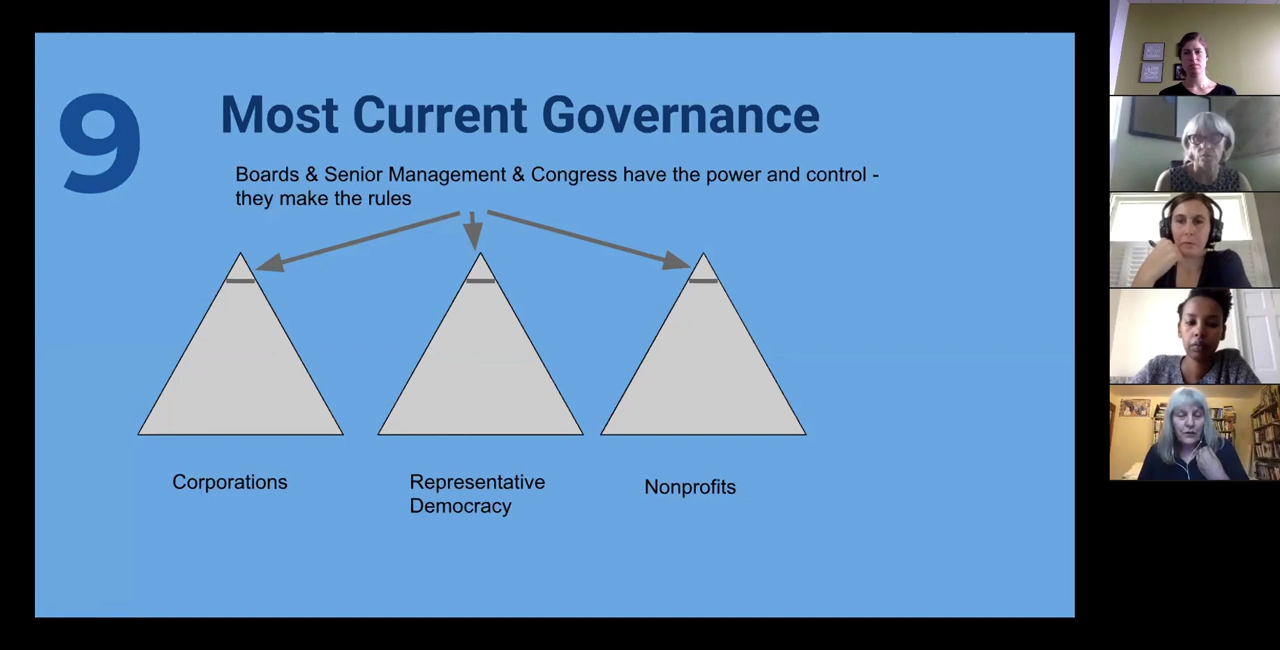 9
Most Current Governance
Boards & Senior Management & Congress have the power and control -
they make the rules
Corporations
Representative
Democracy
Nonprofits